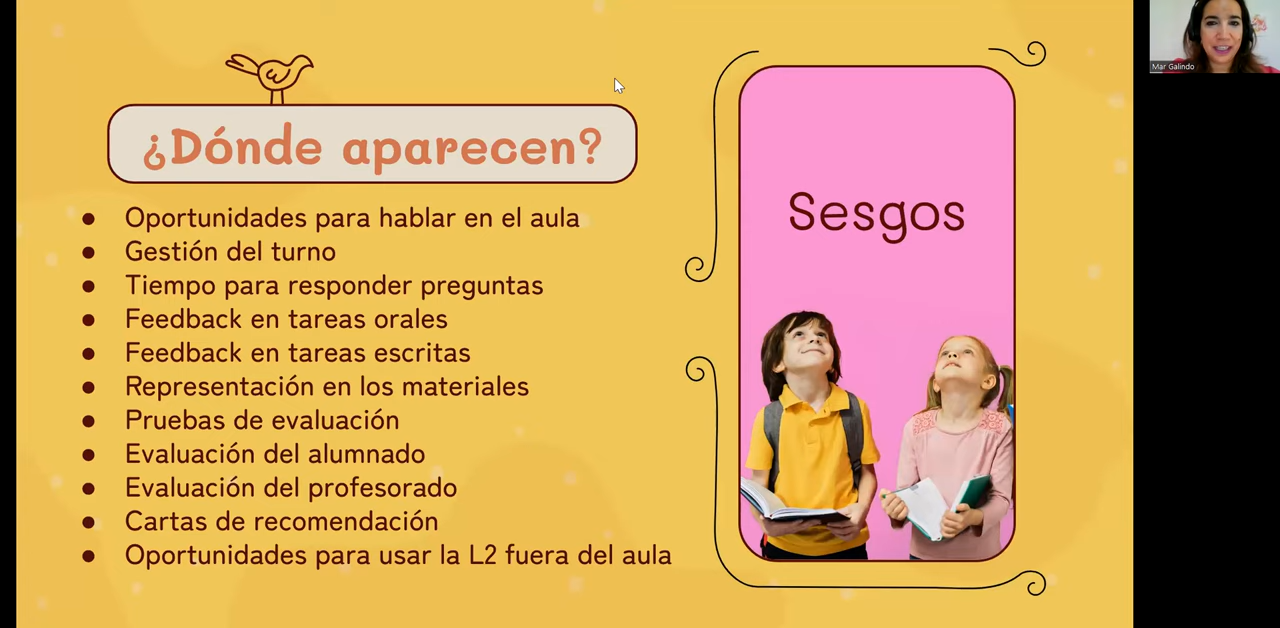 ¿Dónde aparecen?
● Oportunidades para hablar en el aula
● Gestión del turno
● Tiempo para responder preguntas
● Feedback en tareas orales
● Feedback en tareas escritas
● Representación en los materiales
● Pruebas de evaluación
● Evaluación del alumnado
● Evaluación del profesorado
● Cartas de recomendación
● Oportunidades para usar la L2 fuera del aula
Sesgos
Mar Galindo